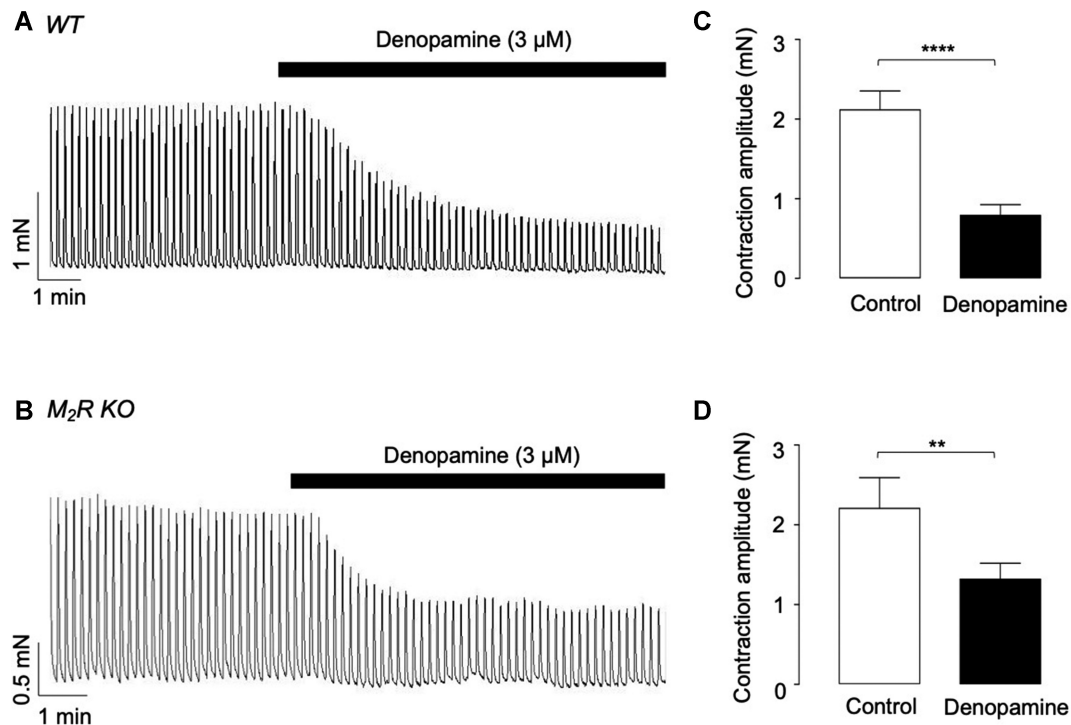 A WT
Denopamine (3 μM)
1 mN
1 min
C
Contraction amplitude (mN)
3
2
1
0
****
Control Denopamine
B M₂R KO
Denopamine (3 μM)
0.5 mN
1 min
D
Contraction amplitude (mN)
3
2
1
0
**
Control Denopamine